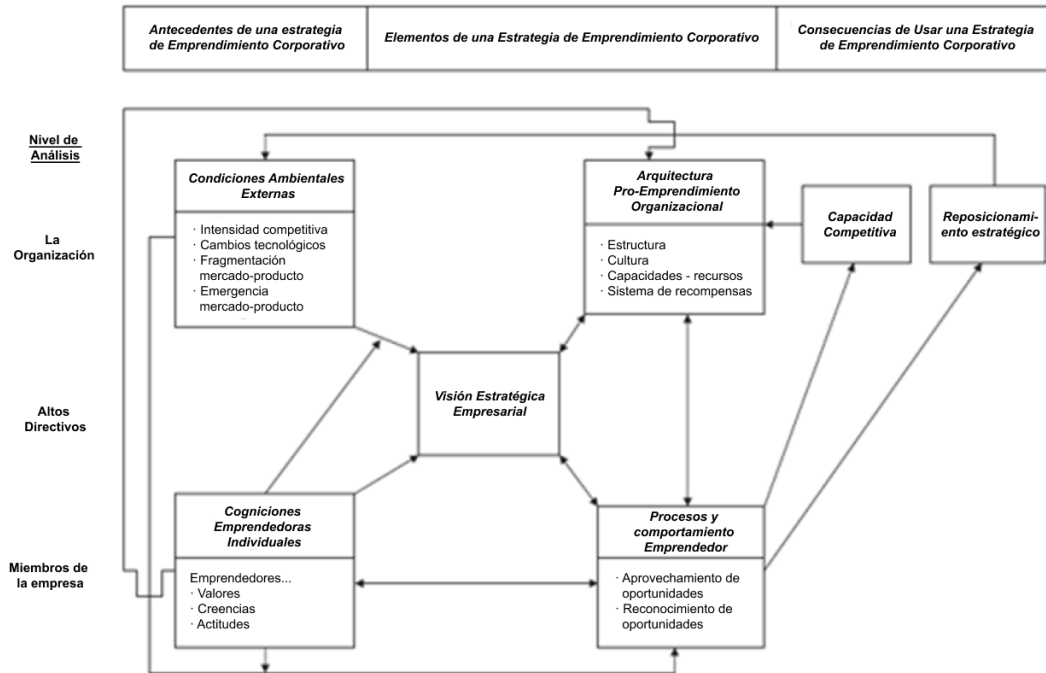 Antecedentes de una estrategia
de Emprendimiento Corporativo
Elementos de una Estrategia de Emprendimiento Corporativo
Consecuencias de Usar una Estrategia
de Emprendimiento Corporativo
Nivel de
Análisis
La
Organización
Altos
Directivos
Miembros de
la empresa
Condiciones Ambientales
Externas
· Intensidad competitiva
· Cambios tecnológicos
· Fragmentación
mercado-producto
· Emergencia
mercado-producto
Arquitectura
Pro-Emprendimiento
Organizacional
· Estructura
· Cultura
· Capacidades - recursos
· Sistema de recompensas
Capacidad
Competitiva
Reposicionami-
ento estratégico
Visión Estratégica
Empresarial
Cogniciones
Emprendedoras
Individuales
Emprendedores...
· Valores
· Creencias
· Actitudes
Procesos y
comportamiento
Emprendedor
· Aprovechamiento de
oportunidades
· Reconocimiento de
oportunidades